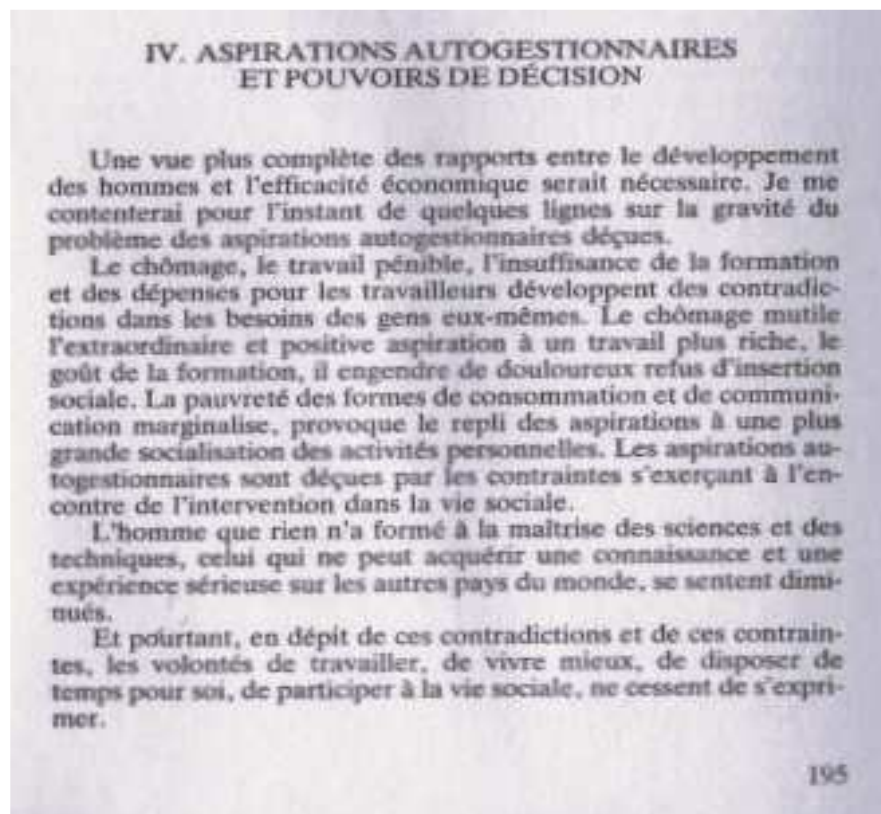 IV. ASPIRATIONS AUTOGESTIONNAIRES
ET POUVOIRS DE DÉCISION
Une vue plus complète des rapports entre le développement
des hommes et l'efficacité économique serait nécessaire. Je me
contenterai pour l'instant de quelques lignes sur la gravité du
problème des aspirations autogestionnaires déçues.
Le chômage, le travail pénible, l'insuffisance de la formation
et des dépenses pour les travailleurs développent des contradic-
tions dans les besoins des gens eux-mêmes. Le chômage mutile
l'extraordinaire et positive aspiration à un travail plus riche, le
goût de la formation, il engendre de douloureux refus d'insertion
sociale. La pauvreté des formes de consommation et de communi-
cation marginalise, provoque le repli des aspirations à une plus
grande socialisation des activités personnelles. Les aspirations au-
togestionnaires sont déçues par les contraintes s'exerçant à l'en-
contre de l'intervention dans la vie sociale.
L'homme que rien n'a formé à la maîtrise des sciences et des
techniques, celui qui ne peut acquérir une connaissance et une
expérience sérieuse sur les autres pays du monde, se sentent dimi-
nués.
Et pourtant, en dépit de ces contradictions et de ces contrain-
tes, les volontés de travailler, de vivre mieux, de disposer de
temps pour soi, de participer à la vie sociale, ne cessent de s'expri-
mer.
195